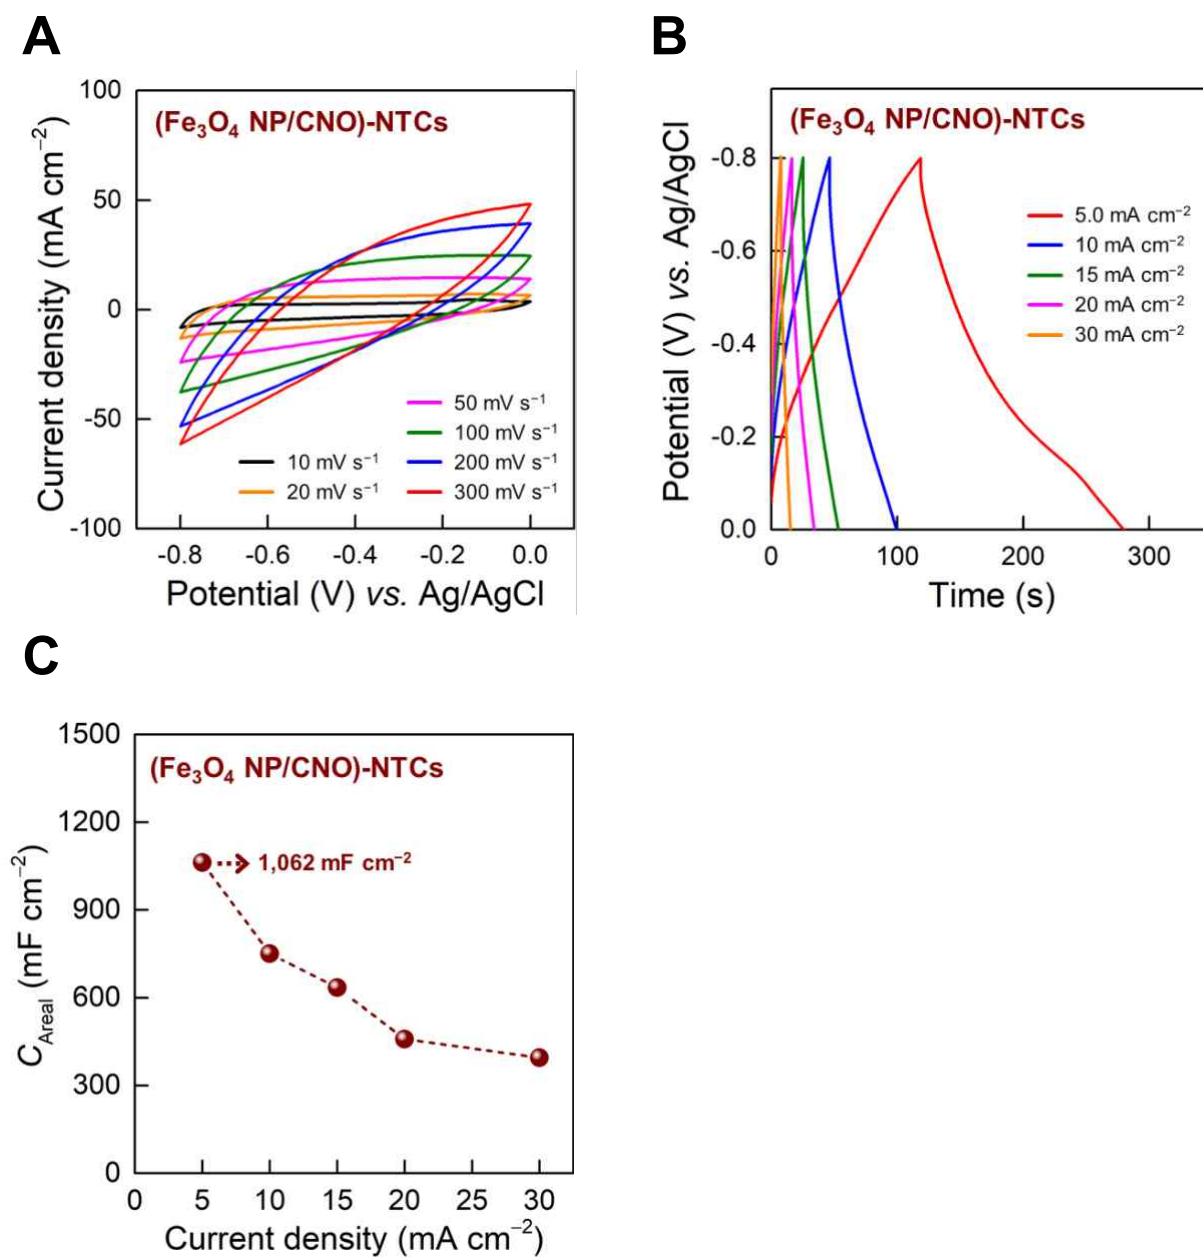 A
(Fe₃O₄ NP/CNO)-NTCs
Current density (mA cm⁻²)
100
50
0
-50
-100
50 mV s⁻¹
100 mV s⁻¹
10 mV s⁻¹ 200 mV s⁻¹
20 mV s⁻¹ 300 mV s⁻¹
-0.8 -0.6 -0.4 -0.2 0.0
Potential (V) vs. Ag/AgCl
B
(Fe₃O₄ NP/CNO)-NTCs
Potential (V) vs. Ag/AgCl
-0.8
-0.6
-0.4
-0.2
0.0
5.0 mA cm⁻²
10 mA cm⁻²
15 mA cm⁻²
20 mA cm⁻²
30 mA cm⁻²
0 100 200 300
Time (s)
C
(Fe₃O₄ NP/CNO)-NTCs
C Areal (mF cm⁻²)
1500
1200
900
600
300
0
1,062 mF cm⁻²
0 5 10 15 20 25 30
Current density (mA cm⁻²)